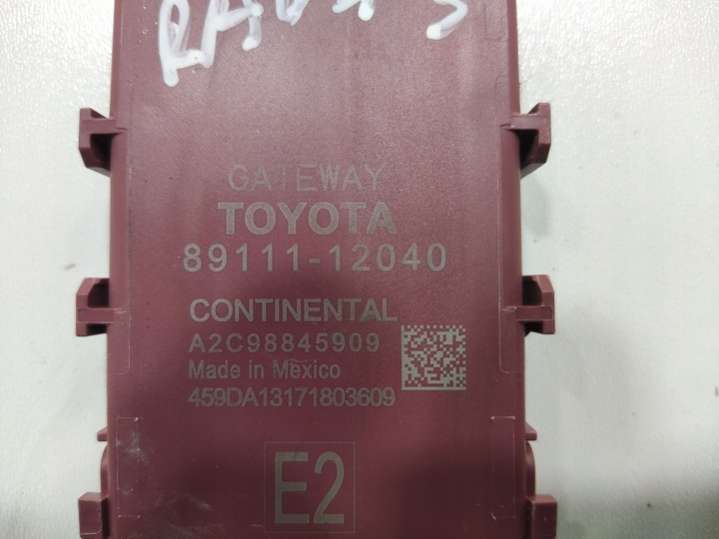 GATEWAY
TOYOTA
89111-12040
CONTINENTAL
A2C98845909
Made in Mexico
459DA13171803609
E2